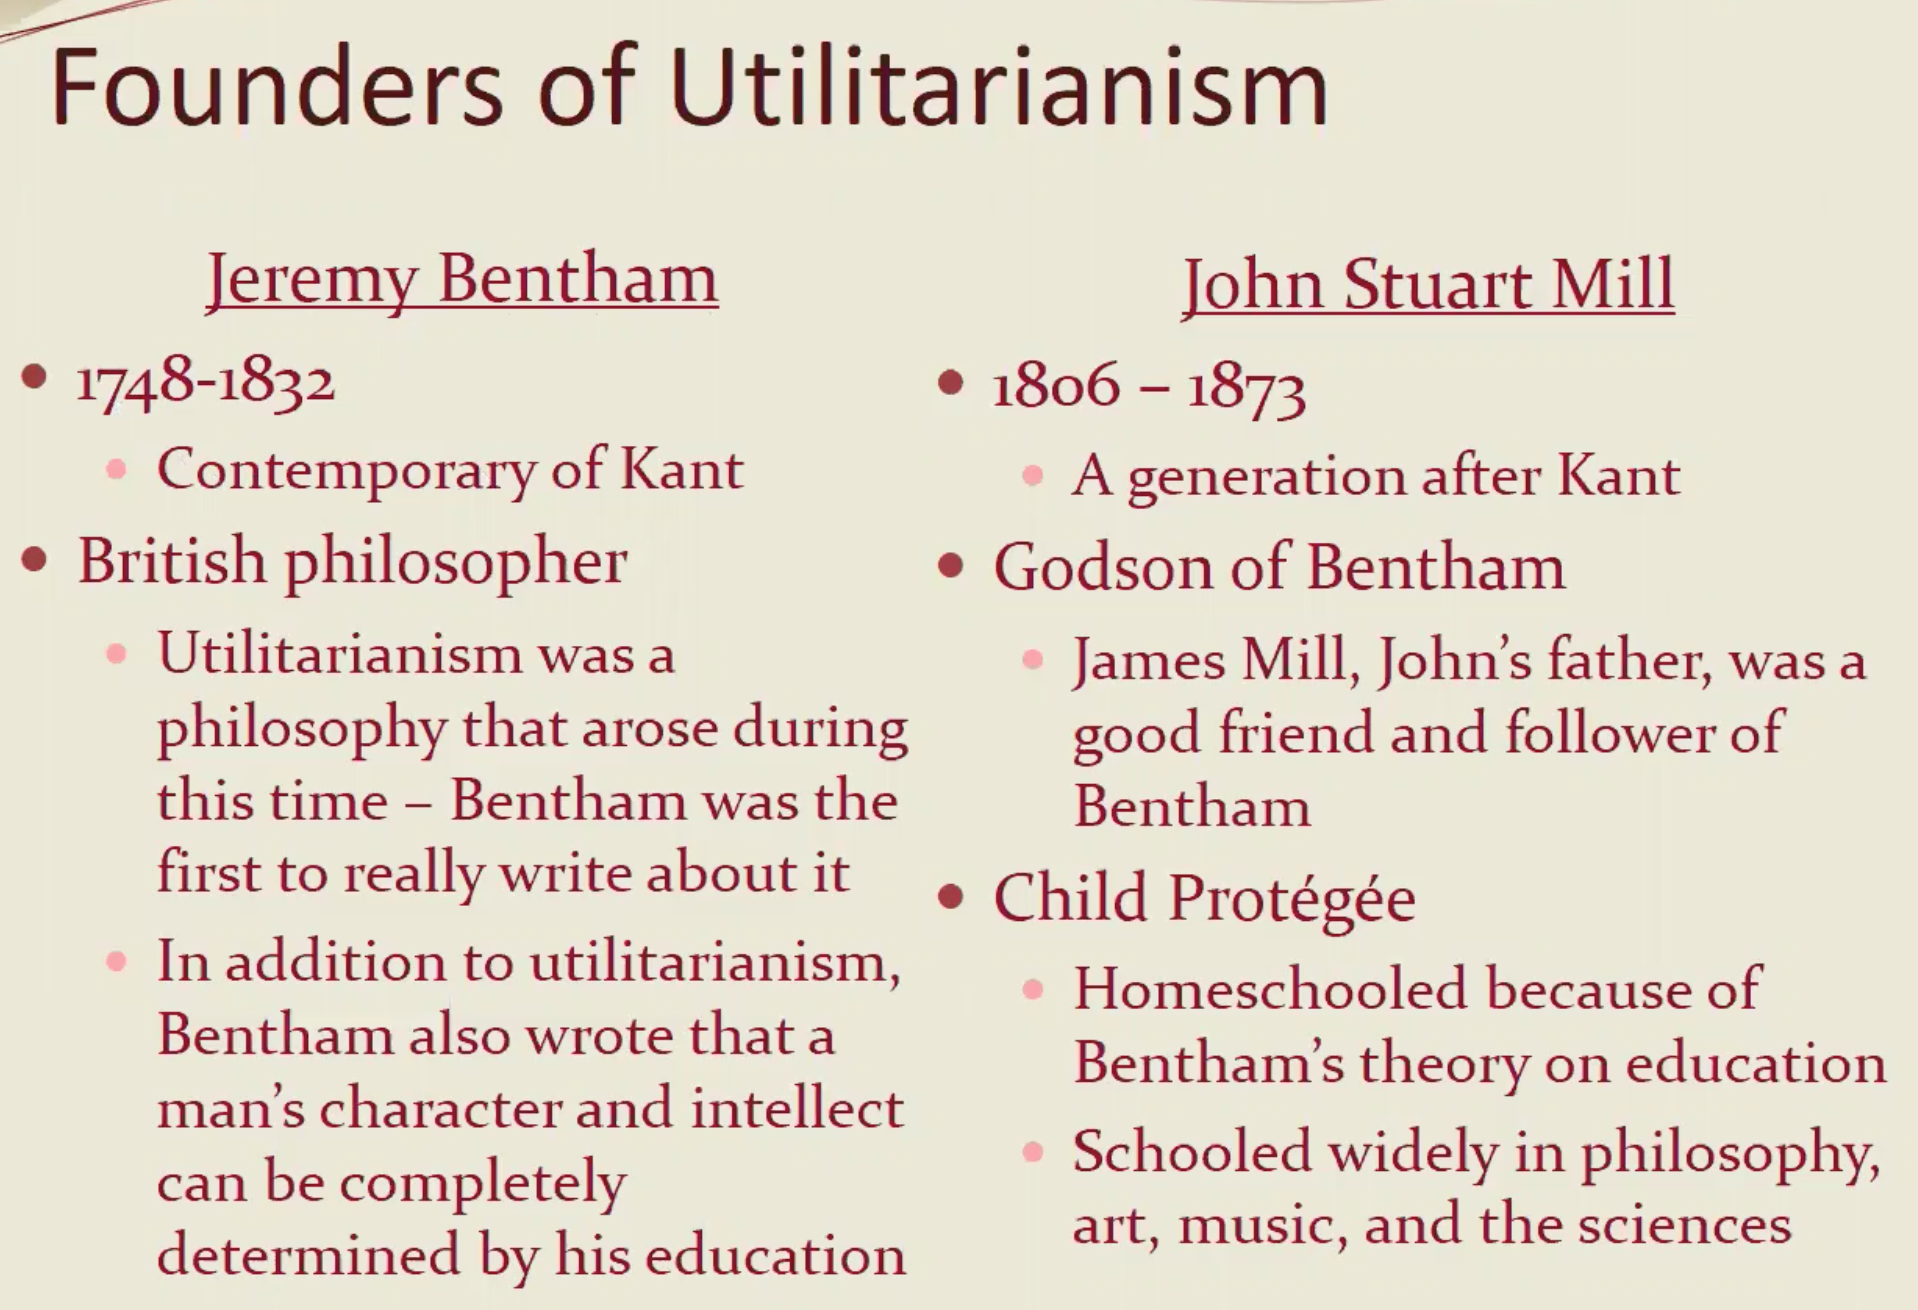 Founders of Utilitarianism
Jeremy Bentham
1748-1832
Contemporary of Kant
British philosopher
Utilitarianism was a
philosophy that arose during
this time – Bentham was the
first to really write about it
In addition to utilitarianism,
Bentham also wrote that a
man’s character and intellect
can be completely
determined by his education
John Stuart Mill
1806 – 1873
A generation after Kant
Godson of Bentham
James Mill, John’s father, was a
good friend and follower of
Bentham
Child Protégée
Homeschooled because of
Bentham’s theory on education
Schooled widely in philosophy,
art, music, and the sciences